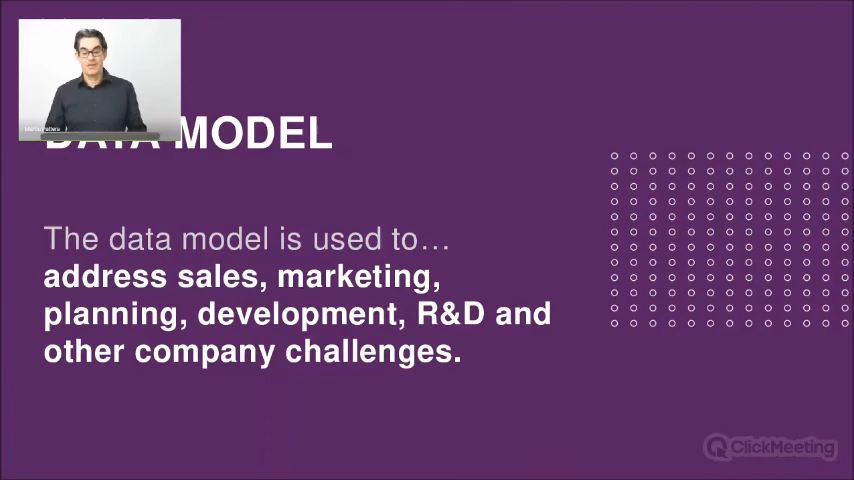 DATA MODEL
The data model is used to…
address sales, marketing,
planning, development, R&D and
other company challenges.
ClickMeeting